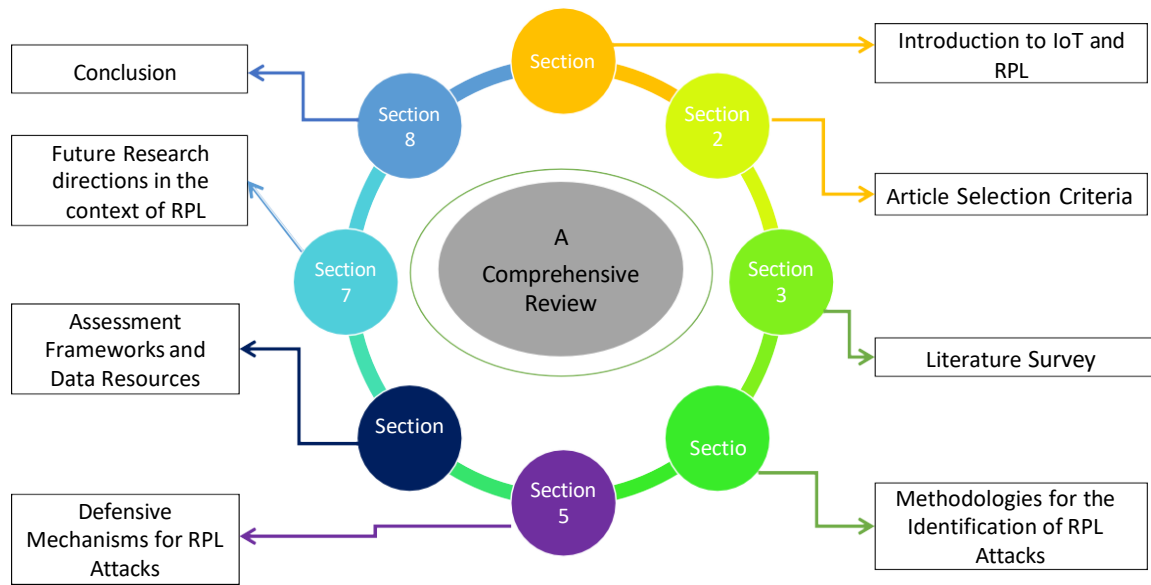 Section
Introduction to IoT and
RPL
Section
2
Article Selection Criteria
Section
3
Literature Survey
Sectio
Methodologies for the
Identification of RPL
Attacks
Section
5
Defensive
Mechanisms for RPL
Attacks
Section
Assessment
Frameworks and
Data Resources
Section
7
Future Research
directions in the
context of RPL
Section
8
Conclusion
A
Comprehensive
Review